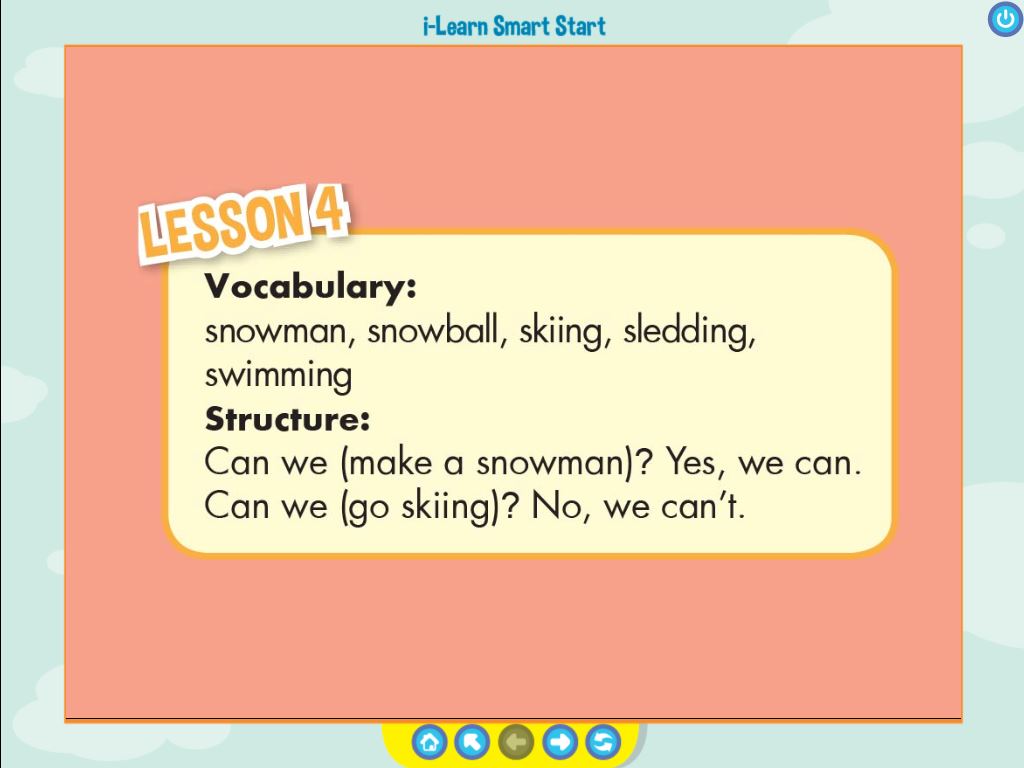 i-Learn Smart Start
LESSON 4
Vocabulary:
snowman, snowball, skiing, sledding,
swimming
Structure:
Can we (make a snowman)? Yes, we can.
Can we (go skiing)? No, we can’t.